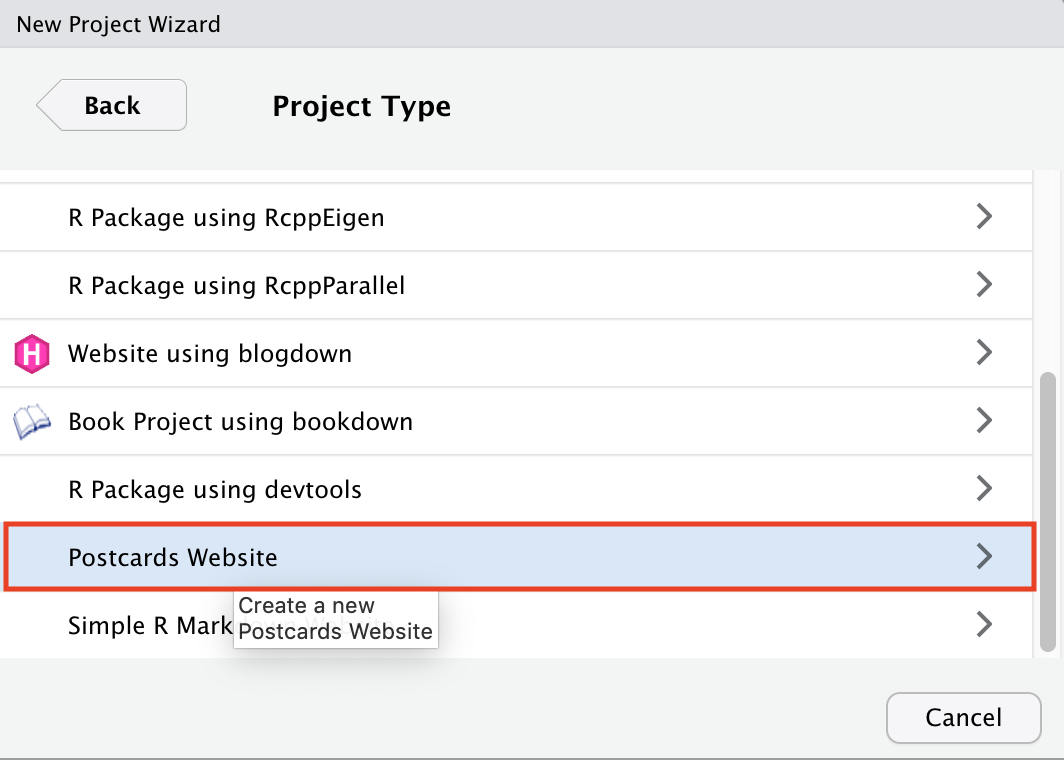 New Project Wizard
Back
Project Type
R Package using RcppEigen
R Package using RcppParallel
H
Website using blogdown
Book Project using bookdown
R Package using devtools
Postcards Website
Simple R Mark
Create a new
Postcards Website
Cancel